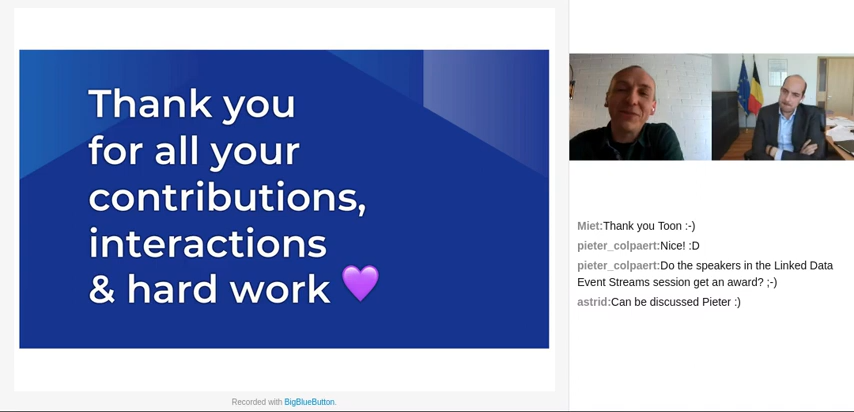 Thank you
for all your
contributions,
interactions
& hard work 💜
Recorded with BigBlueButton.
Miet:Thank you Toon :-)
pieter_colpaert:Nice! :D
pieter_colpaert:Do the speakers in the Linked Data
Event Streams session get an award? ;-)
astrid:Can be discussed Pieter :)